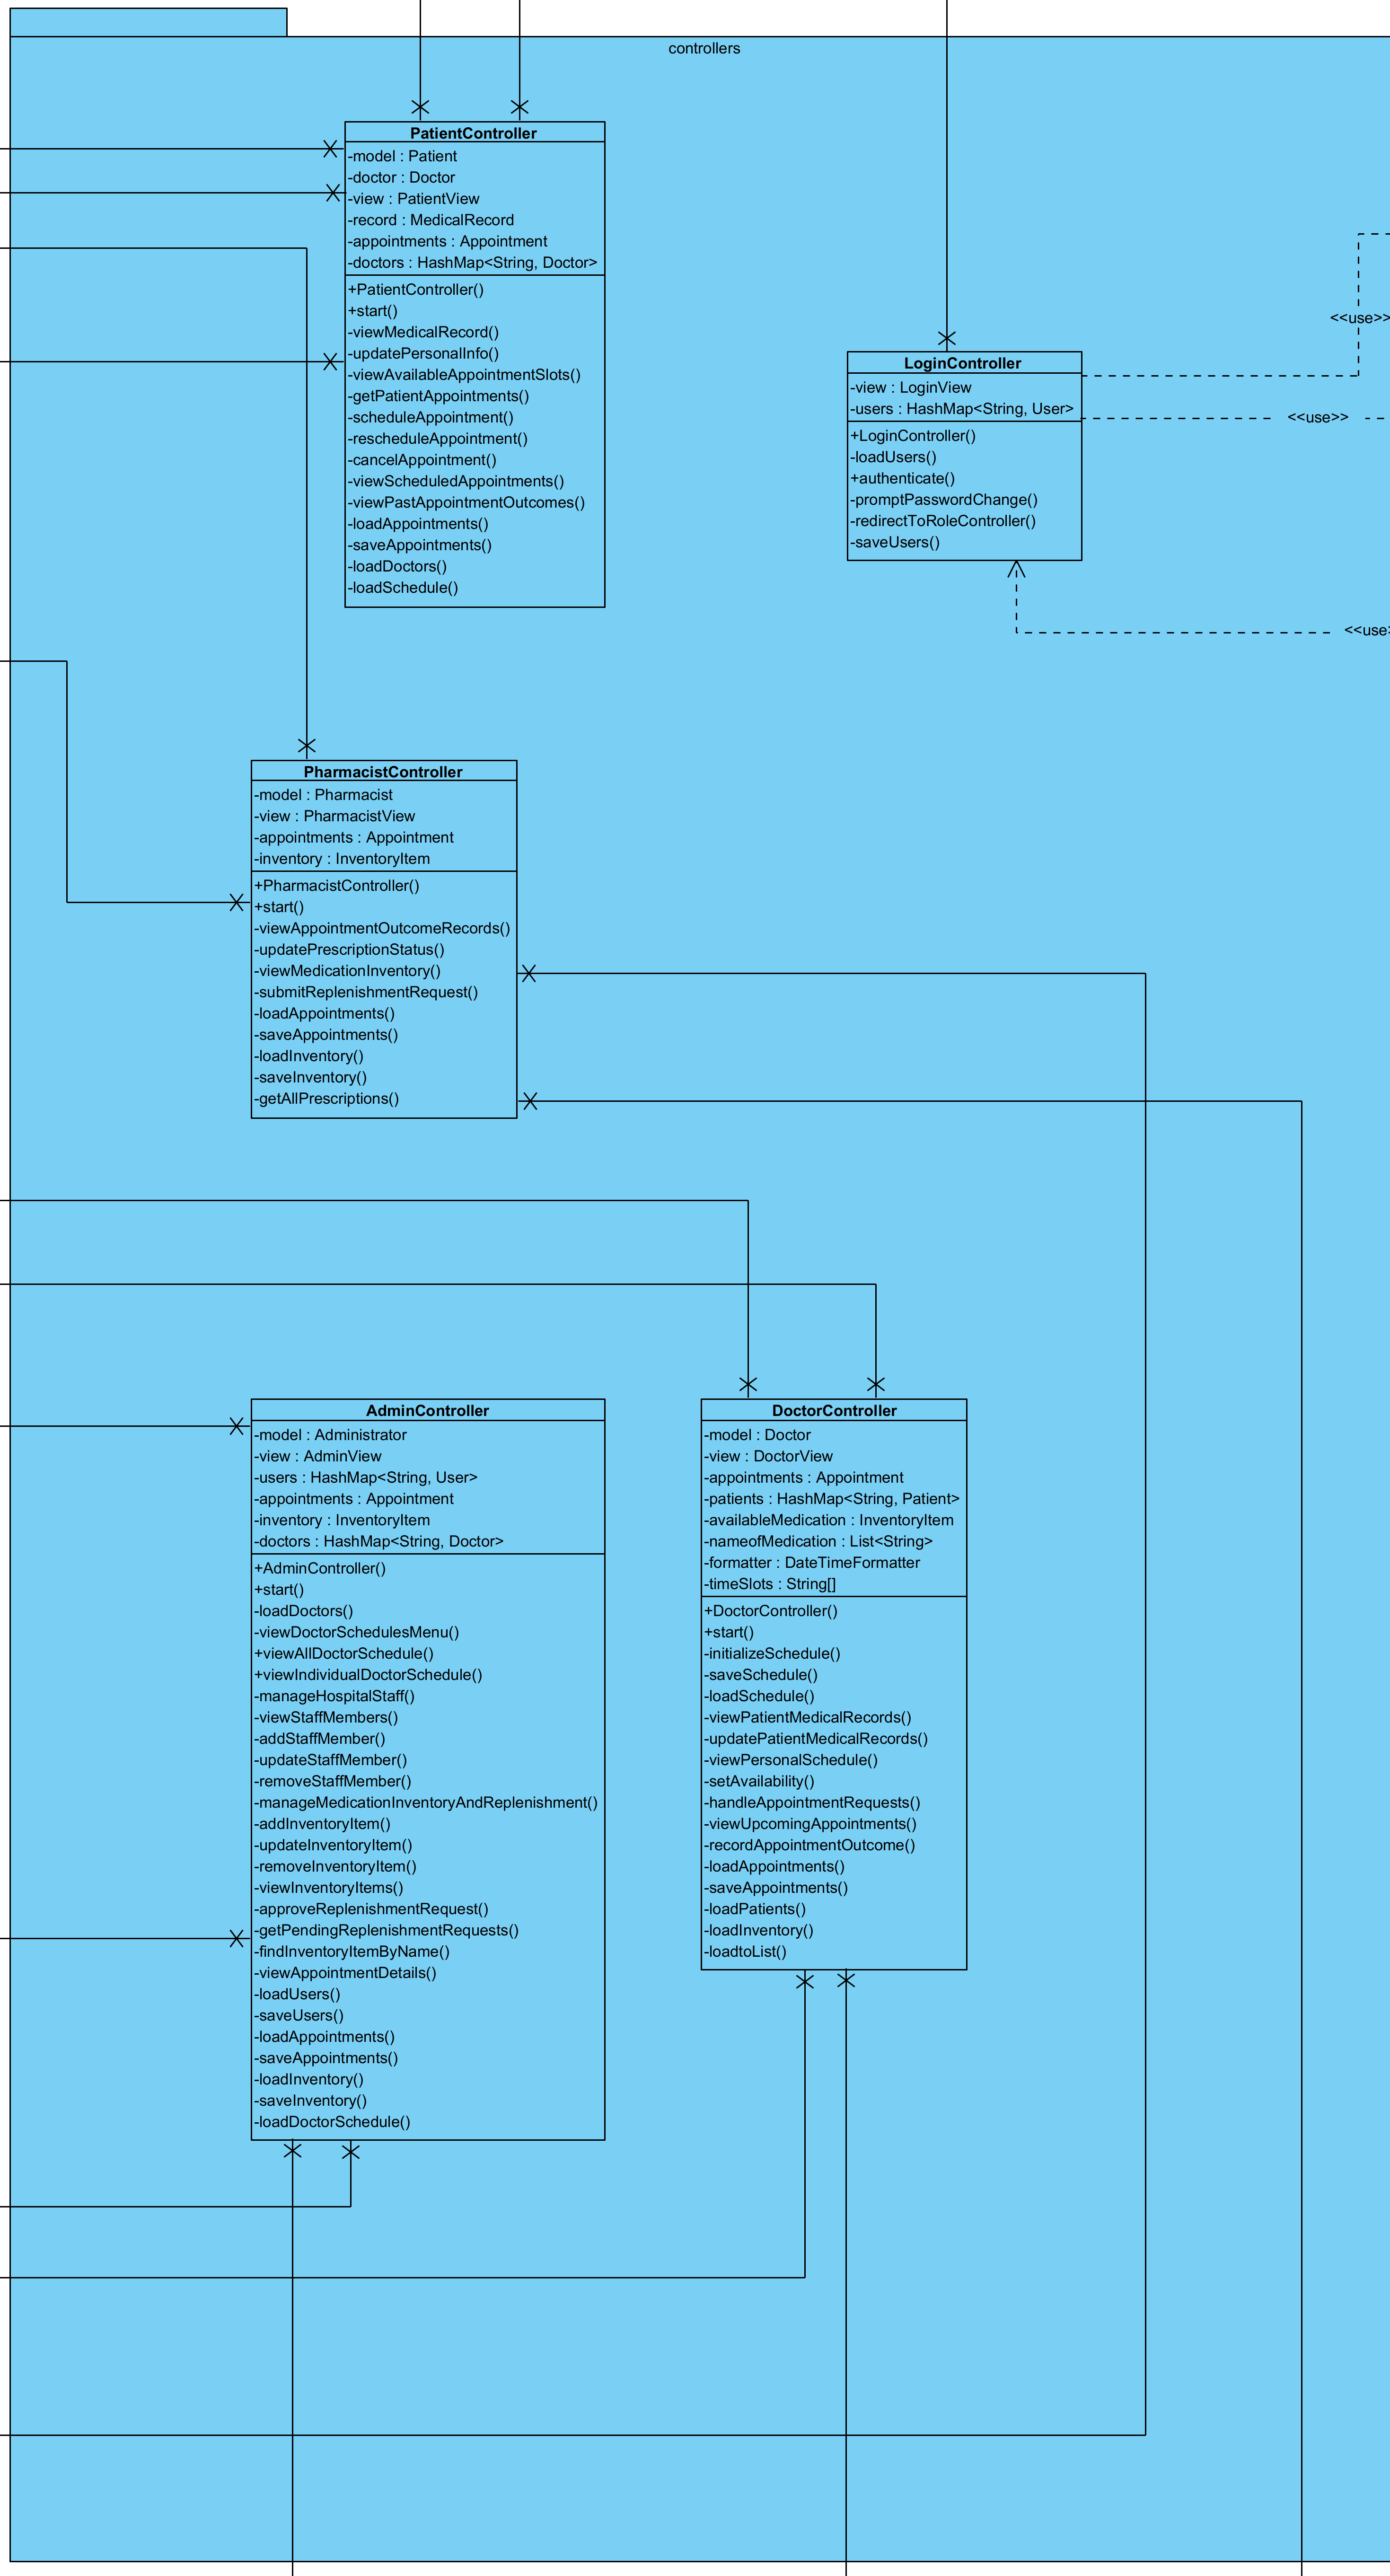 controllers
PatientController
-model : Patient
-doctor : Doctor
-view : PatientView
-record : MedicalRecord
-appointments : Appointment
-doctors : HashMap<String, Doctor>
+PatientController()
+start()
-viewMedicalRecord()
-updatePersonalInfo()
-viewAvailableAppointmentSlots()
-getPatientAppointments()
-scheduleAppointment()
-rescheduleAppointment()
-cancelAppointment()
-viewScheduledAppointments()
-viewPastAppointmentOutcomes()
-loadAppointments()
-saveAppointments()
-loadDoctors()
-loadSchedule()
<<use>>
LoginController
-view : LoginView
-users : HashMap<String, User>
+LoginController()
-loadUsers()
+authenticate()
-promptPasswordChange()
-redirectToRoleController()
-saveUsers()
<<use>>
<<use>
PharmacistController
-model : Pharmacist
-view : PharmacistView
-appointments : Appointment
-inventory : InventoryItem
+PharmacistController()
+start()
-viewAppointmentOutcomeRecords()
-updatePrescriptionStatus()
-viewMedicationInventory()
-submitReplenishmentRequest()
-loadAppointments()
-saveAppointments()
-loadInventory()
-saveInventory()
-getAllPrescriptions()
AdminController
-model : Administrator
-view : AdminView
-users : HashMap<String, User>
-appointments : Appointment
-inventory : InventoryItem
-doctors : HashMap<String, Doctor>
+AdminController()
+start()
-loadDoctors()
-viewDoctorSchedulesMenu()
+viewAllDoctorSchedule()
+viewIndividualDoctorSchedule()
-manageHospitalStaff()
-viewStaffMembers()
-addStaffMember()
-updateStaffMember()
-removeStaffMember()
-manageMedicationInventoryAndReplenishment()
-addInventoryItem()
-updateInventoryItem()
-removeInventoryItem()
-viewInventoryItems()
-approveReplenishmentRequest()
-getPendingReplenishmentRequests()
-findInventoryItemByName()
-viewAppointmentDetails()
-loadUsers()
-saveUsers()
-loadAppointments()
-saveAppointments()
-loadInventory()
-saveInventory()
-loadDoctorSchedule()
DoctorController
-model : Doctor
-view : DoctorView
-appointments : Appointment
-patients : HashMap<String, Patient>
-availableMedication : InventoryItem
-nameofMedication : List<String>
-formatter : DateTimeFormatter
-timeSlots : String[]
+DoctorController()
+start()
-initializeSchedule()
-saveSchedule()
-loadSchedule()
-viewPatientMedicalRecords()
-updatePatientMedicalRecords()
-viewPersonalSchedule()
-setAvailability()
-handleAppointmentRequests()
-viewUpcomingAppointments()
-recordAppointmentOutcome()
-loadAppointments()
-saveAppointments()
-loadPatients()
-loadInventory()
-loadtoList()